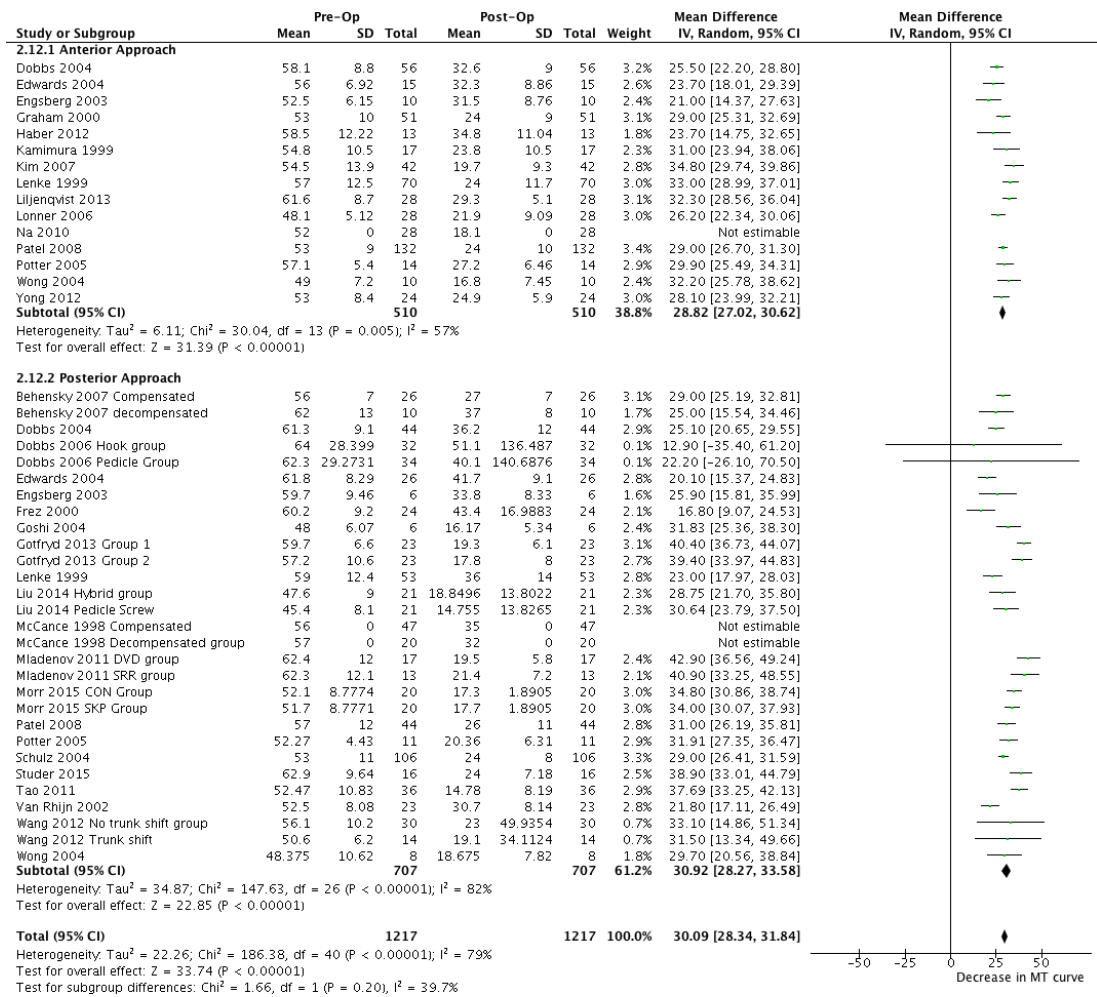 Pre-Op Post-Op Mean Difference Mean Difference
Study or Subgroup Mean SD Total Mean SD Total Weight IV, Random, 95% CI IV, Random, 95% CI
2.12.1 Anterior Approach
Dobbs 2004 58.1 8.8 56 32.6 9 56 3.2% 25.50 [22.20, 28.80]
Edwards 2004 56 6.92 15 32.3 8.86 15 2.6% 23.70 [18.01, 29.39]
Engsberg 2003 52.5 6.15 10 31.5 8.76 10 2.4% 21.00 [14.37, 27.63]
Graham 2000 53 10 51 24 9 51 3.1% 29.00 [25.31, 32.69]
Haber 2012 58.5 12.22 13 34.8 11.04 13 1.8% 23.70 [14.75, 32.65]
Kamimura 1999 54.8 10.5 17 23.8 10.5 17 2.3% 31.00 [23.94, 38.06]
Kim 2007 54.5 13.9 42 19.7 9.3 42 2.8% 34.80 [29.74, 39.86]
Lenke 1999 57 12.5 70 24 11.7 70 3.0% 33.00 [28.99, 37.01]
Liljenqvist 2013 61.6 8.7 28 29.3 5.1 28 3.1% 32.30 [28.56, 36.04]
Lonner 2006 48.1 5.12 28 21.9 9.09 28 3.0% 26.20 [22.34, 30.06]
Na 2010 52 0 28 18.1 0 28 Not estimable
Patel 2008 53 9 132 24 10 132 3.4% 29.00 [26.70, 31.30]
Potter 2005 57.1 5.4 14 27.2 6.46 14 2.9% 29.90 [25.49, 34.31]
Wong 2004 49 7.2 10 16.8 7.45 10 2.4% 32.20 [25.78, 38.62]
Yong 2012 53 8.4 24 24.9 5.9 24 3.0% 28.10 [23.99, 32.21]
Subtotal (95% CI) 510 510 38.8% 28.82 [27.02, 30.62]
Heterogeneity: Tau² = 6.11; Chi² = 30.04, df = 13 (P = 0.005); I² = 57%
Test for overall effect: Z = 31.39 (P < 0.00001)
2.12.2 Posterior Approach
Behensky 2007 Compensated 56 7 26 27 7 26 3.1% 29.00 [25.19, 32.81]
Behensky 2007 decompensated 62 13 10 37 8 10 1.7% 25.00 [15.54, 34.46]
Dobbs 2004 61.3 9.1 44 36.2 12 44 2.9% 25.10 [20.65, 29.55]
Dobbs 2006 Hook group 64 28.399 32 51.1 136.487 32 0.1% 12.90 [-35.40, 61.20]
Dobbs 2006 Pedicle Group 62.3 29.2731 34 40.1 140.6876 34 0.1% 22.20 [-26.10, 70.50]
Edwards 2004 61.8 8.29 26 41.7 9.1 26 2.8% 20.10 [15.37, 24.83]
Engsberg 2003 59.7 9.46 6 33.8 8.33 6 1.6% 25.90 [15.81, 35.99]
Frez 2000 60.2 9.2 24 43.4 16.9883 24 2.1% 16.80 [9.07, 24.53]
Goshi 2004 48 6.07 6 16.17 5.34 6 2.4% 31.83 [25.36, 38.30]
Gotfryd 2013 Group 1 59.7 6.6 23 19.3 6.1 23 3.1% 40.40 [36.73, 44.07]
Gotfryd 2013 Group 2 57.2 10.6 23 17.8 8 23 2.7% 39.40 [33.97, 44.83]
Lenke 1999 59 12.4 53 36 14 53 2.8% 23.00 [17.97, 28.03]
Liu 2014 Hybrid group 47.6 9 21 18.8496 13.8022 21 2.3% 28.75 [21.70, 35.80]
Liu 2014 Pedicle Screw 45.4 8.1 21 14.755 13.8265 21 2.3% 30.64 [23.79, 37.50]
McCance 1998 Compensated 56 0 47 35 0 47 Not estimable
McCance 1998 Decompensated group 57 0 20 32 0 20 Not estimable
Mladenov 2011 DVD group 62.4 12 17 19.5 5.8 17 2.4% 42.90 [36.56, 49.24]
Mladenov 2011 SRR group 62.3 12.1 13 21.4 7.2 13 2.1% 40.90 [33.25, 48.55]
Morr 2015 CON Group 52.1 8.7774 20 17.3 1.8905 20 3.0% 34.80 [30.86, 38.74]
Morr 2015 SKP Group 51.7 8.7771 20 17.7 1.8905 20 3.0% 34.00 [30.07, 37.93]
Patel 2008 57 12 44 26 11 44 2.8% 31.00 [26.19, 35.81]
Potter 2005 52.27 4.43 11 20.36 6.31 11 2.9% 31.91 [27.35, 36.47]
Schulz 2004 53 11 106 24 8 106 3.3% 29.00 [26.41, 31.59]
Studer 2015 62.9 9.64 16 24 7.18 16 2.5% 38.90 [33.01, 44.79]
Tao 2011 52.47 10.83 36 14.78 8.19 36 2.9% 37.69 [33.25, 42.13]
Van Rhijn 2002 52.5 8.08 23 30.7 8.14 23 2.9% 21.80 [17.11, 26.49]
Wang 2012 No trunk shift group 56.1 10.2 30 23 49.9354 30 0.7% 33.10 [14.86, 51.34]
Wang 2012 Trunk shift 50.6 6.2 14 19.1 34.1124 14 0.7% 31.50 [13.34, 49.66]
Wong 2004 48.375 10.62 8 18.675 7.82 8 1.8% 29.70 [20.56, 38.84]
Subtotal (95% CI) 707 707 61.2% 30.92 [28.27, 33.58]
Heterogeneity: Tau² = 34.87; Chi² = 147.63, df = 26 (P < 0.00001); I² = 82%
Test for overall effect: Z = 22.85 (P < 0.00001)
Total (95% CI) 1217 1217 100.0% 30.09 [28.34, 31.84]
Heterogeneity: Tau² = 22.26; Chi² = 186.38, df = 40 (P < 0.00001); I² = 79%
Test for overall effect: Z = 33.74 (P < 0.00001)
Test for subgroup differences: Chi² = 1.66, df = 1 (P = 0.20), I² = 39.7%
-50 -25 0 25 50
Decrease in MT curve